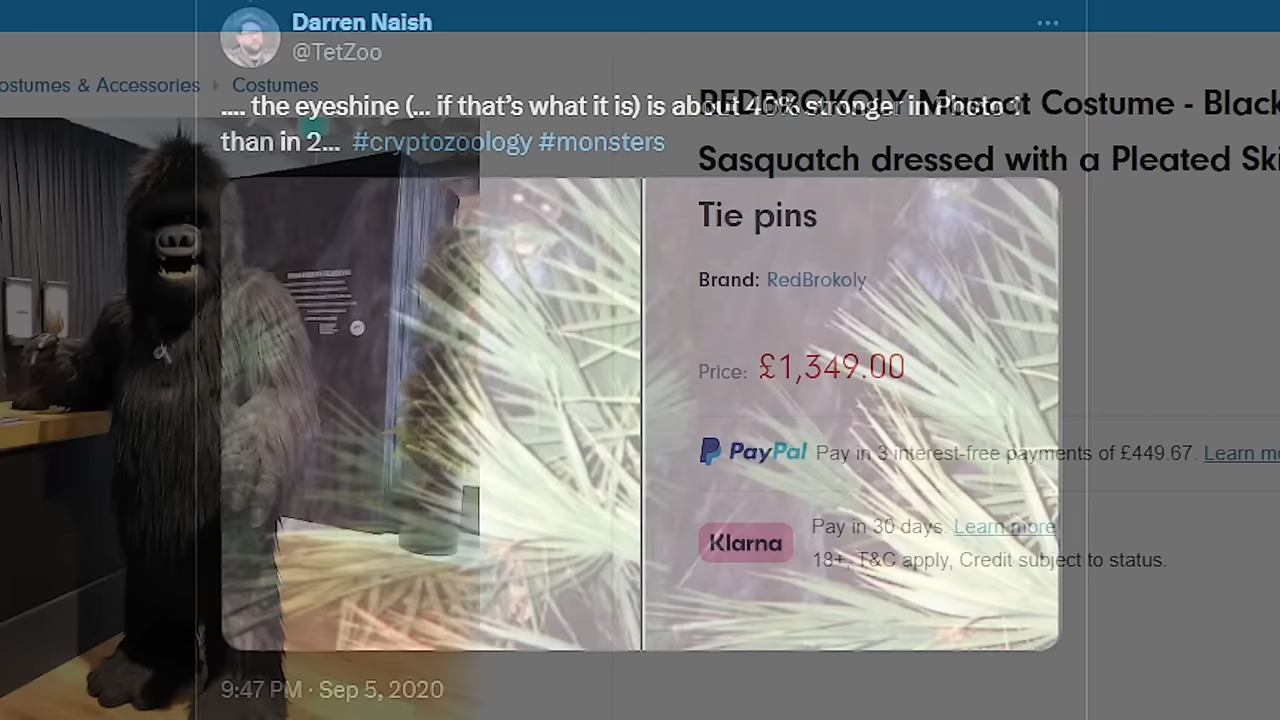 Darren Naish
@TetZoo
ostumes & Accessories Costumes
.... the eyeshine (... if that's what it is) is about 40% stronger in Photo 1
than in 2... #cryptozoology #monsters
REDBROKOLY Mascot Costume - Black
Sasquatch dressed with a Pleated Ski
Tie pins
Brand: RedBrokoly
Price: £1,349.00
PayPal Pay in 3 interest-free payments of £449.67. Learn mo
Klarna Pay in 30 days. Learn more
18+, T&C apply, Credit subject to status.
9:47 PM · Sep 5, 2020